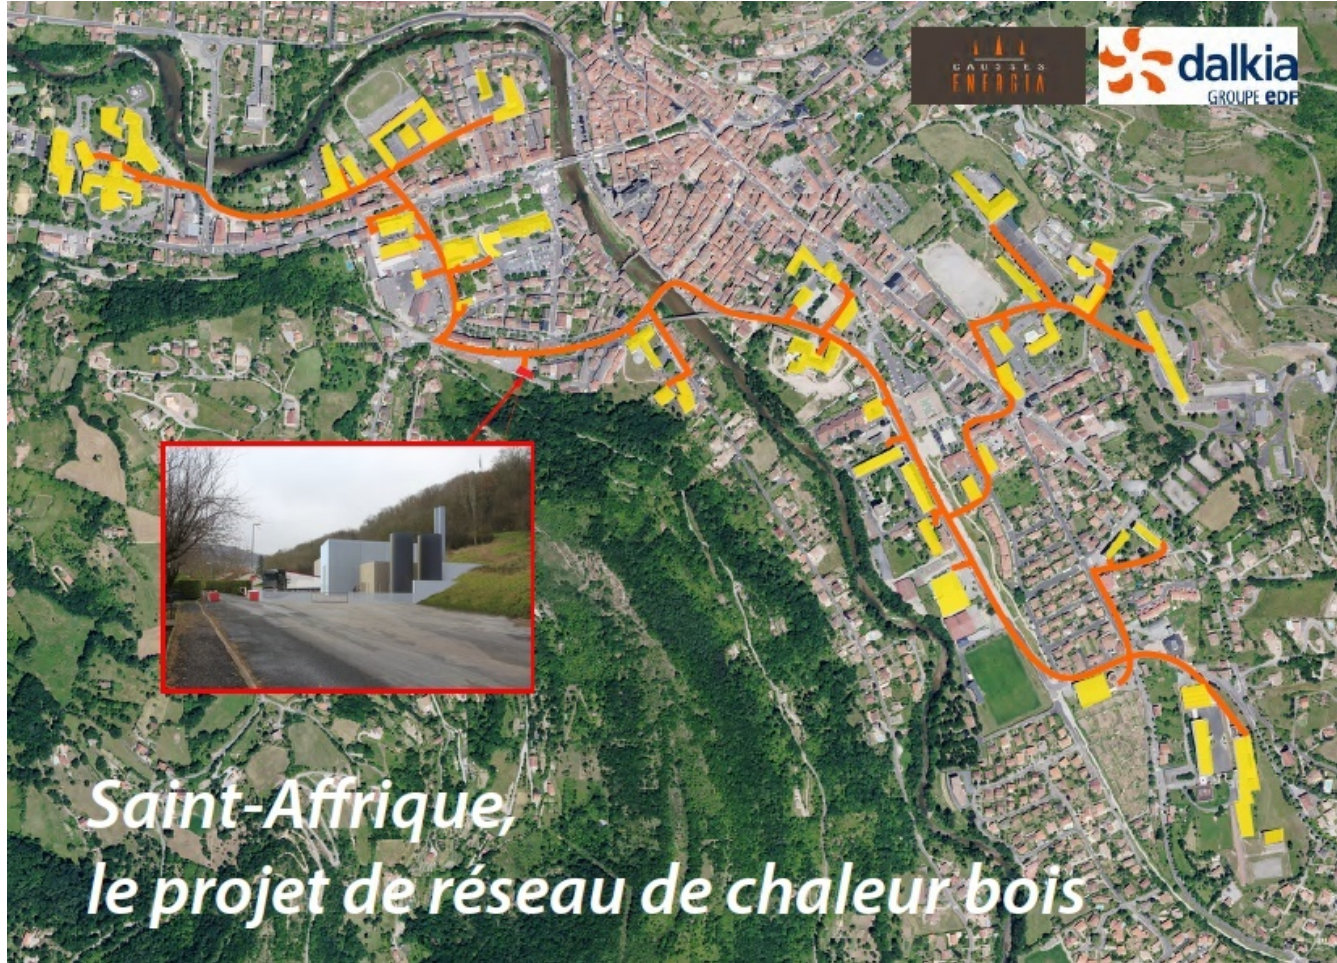 CAUSSES
ENERGIA
dalkia
GROUPE EDF
Saint-Affrique,
le projet de réseau de chaleur bois